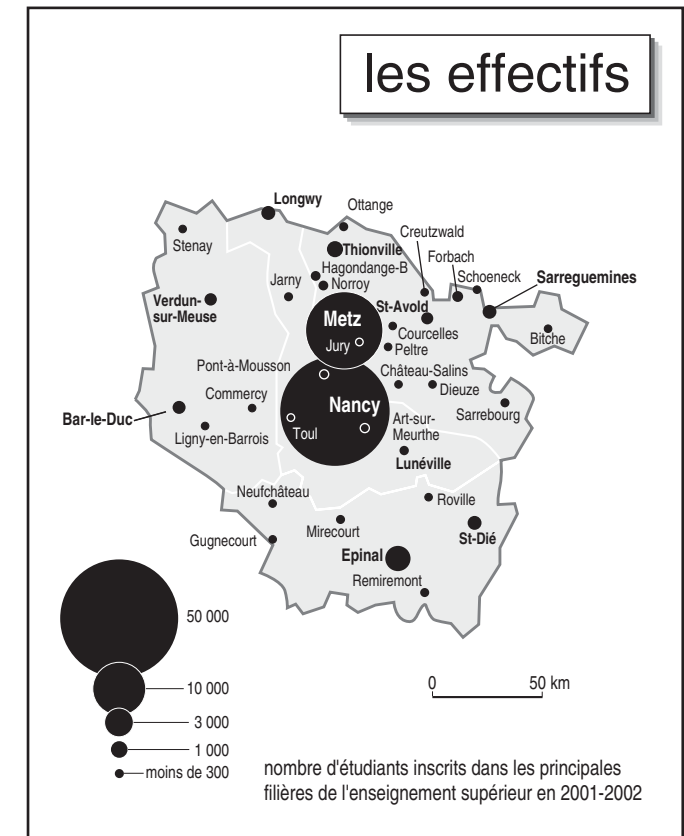 les effectifs
Longwy
Ottange
Stenay
Creutzwald
Thionville
Forbach
Hagondange-B
Schoeneck
Jarny
Norroy
Sarreguemines
Verdun-
sur-Meuse
St-Avold
Metz
Courcelles
Bitche
Jury
Peltre
Pont-à-Mousson
Château-Salins
Commercy
Dieuze
Nancy
Bar-le-Duc
Art-sur-
Meurthe
Sarrebourg
Ligny-en-Barrois
Toul
Lunéville
Neufchâteau
Roville
Gugnecourt
Mirecourt
St-Dié
Epinal
Remiremont
50 000
10 000
3 000
1 000
moins de 300
0 50 km
nombre d'étudiants inscrits dans les principales
filières de l'enseignement supérieur en 2001-2002